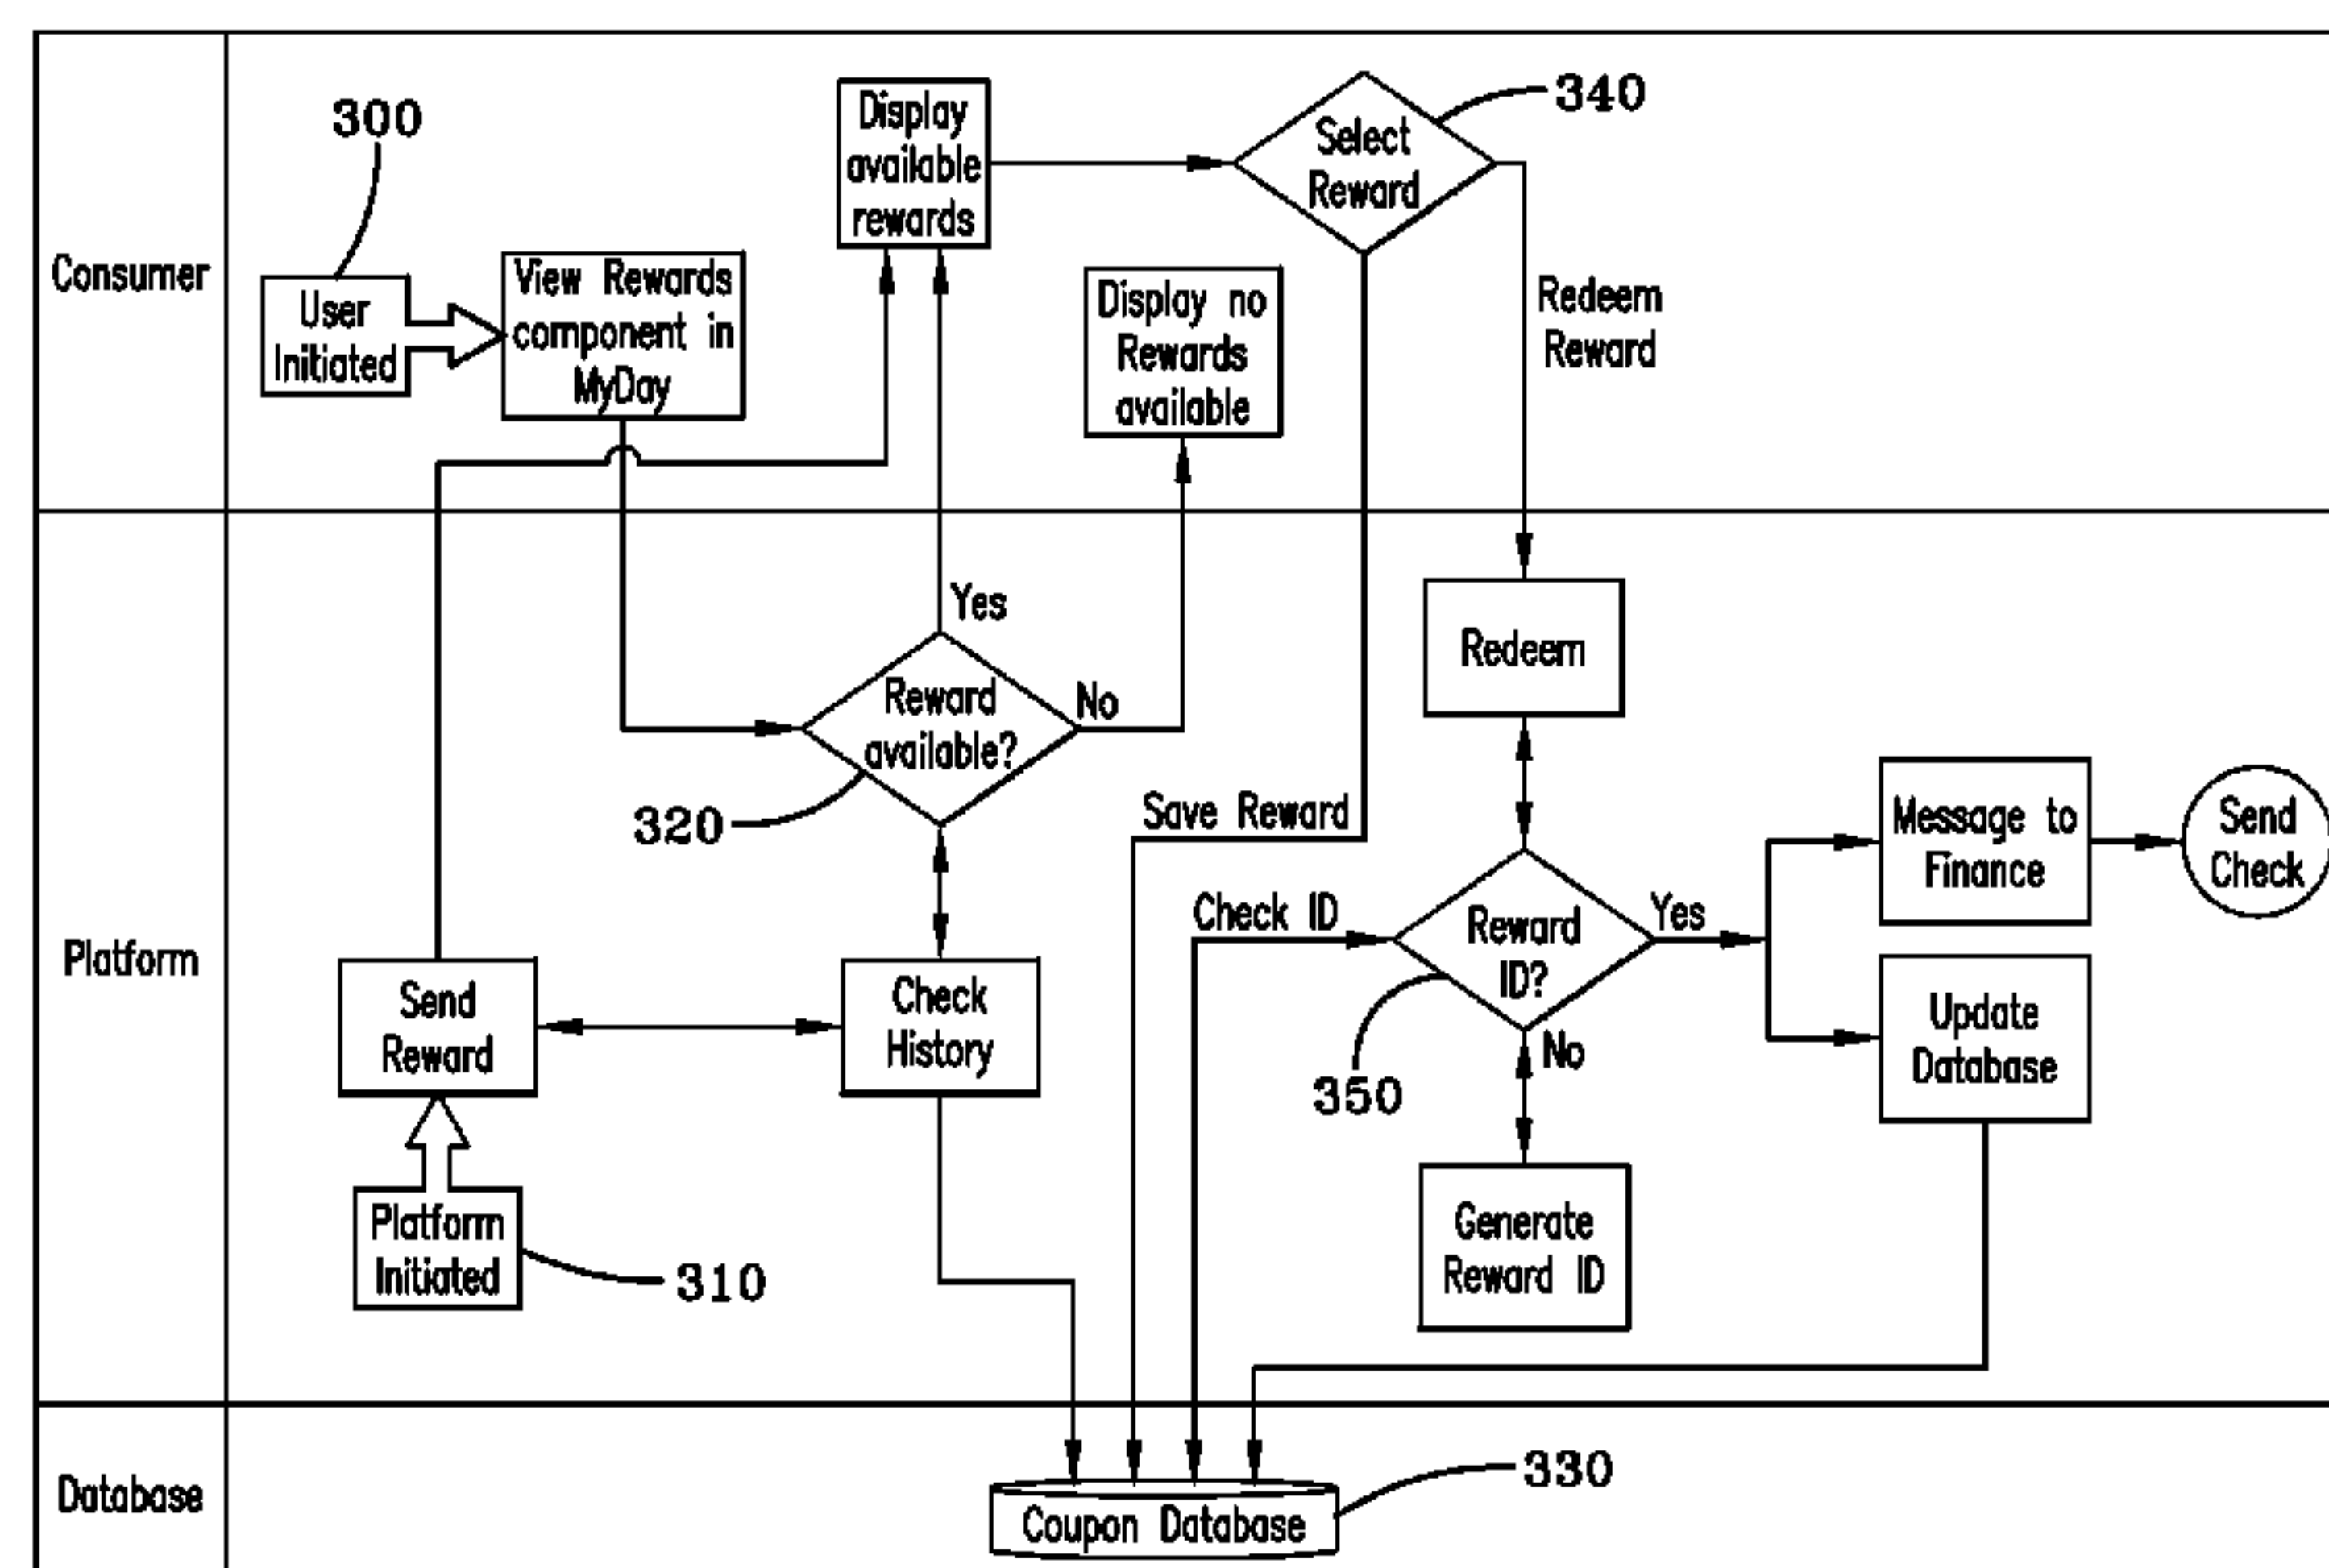 Consumer
300
User
Initiated
View Rewards
component in
MyDay
Display
available
rewards
Select
Reward
340
Display no
Rewards
available
Redeem
Reward
Platform
Yes
Reward
available?
No
320
Save Reward
Redeem
Check ID
Reward
ID?
Yes
No
350
Message to
Finance
Send
Check
Send
Reward
Check
History
Update
Database
Platform
Initiated
310
Generate
Reward ID
Database
Coupon Database
330